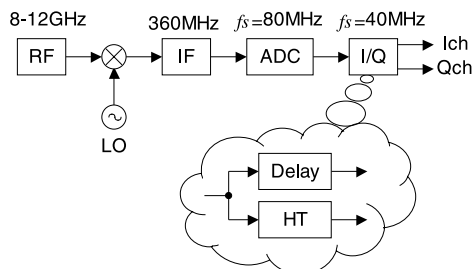 8-12GHz
360MHz
fs=80MHz
fs=40MHz
RF
IF
ADC
I/Q
Ich
Qch
LO
Delay
HT